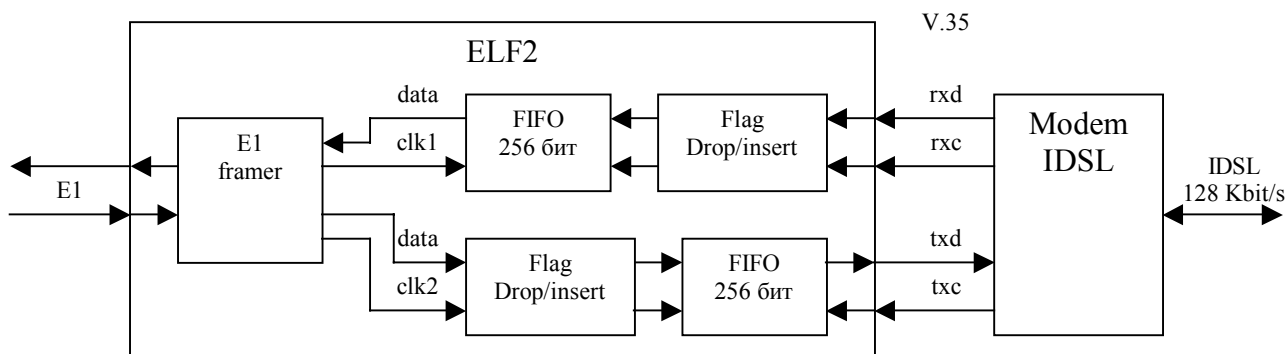 V.35
ELF2
data
FIFO
256 бит
Flag
Drop/insert
rxd
Modem
IDSL
E1
framer
clk1
rxc
IDSL
128 Kbit/s
E1
data
Flag
Drop/insert
FIFO
256 бит
txd
clk2
txc